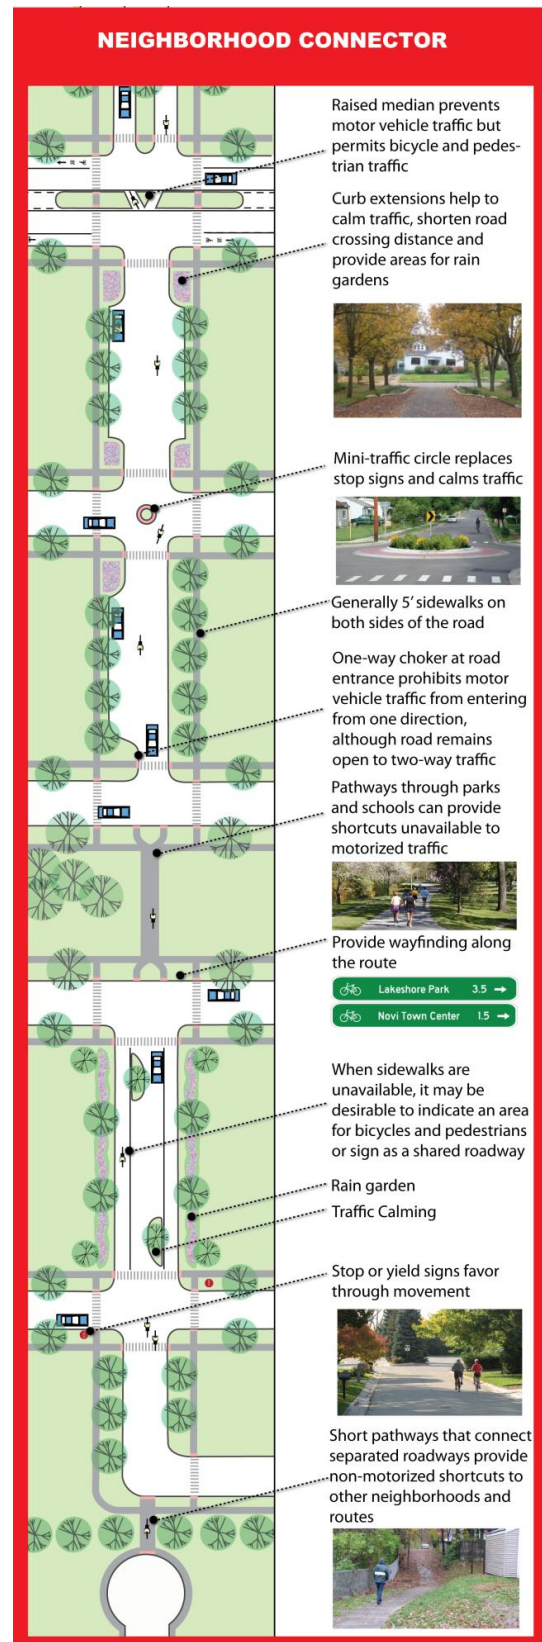 NEIGHBORHOOD CONNECTOR
Raised median prevents
motor vehicle traffic but
permits bicycle and pedes-
trian traffic
Curb extensions help to
calm traffic, shorten road
crossing distance and
provide areas for rain
gardens
Mini-traffic circle replaces
stop signs and calms traffic
Generally 5' sidewalks on
both sides of the road
One-way choker at road
entrance prohibits motor
vehicle traffic from entering
from one direction,
although road remains
open to two-way traffic
Pathways through parks
and schools can provide
shortcuts unavailable to
motorized traffic
Provide wayfinding along
the route
Lakeshore Park 3.5 →
Novi Town Center 1.5 →
When sidewalks are
unavailable, it may be
desirable to indicate an area
for bicycles and pedestrians
or sign as a shared roadway
Rain garden
Traffic Calming
Stop or yield signs favor
through movement
Short pathways that connect
separated roadways provide
non-motorized shortcuts to
other neighborhoods and
routes